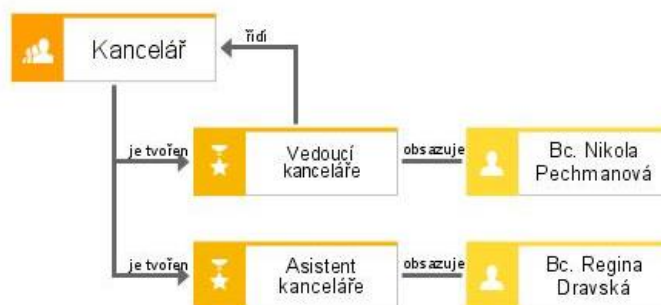 Kancelář
řídí
je tvořen
Vedoucí
kanceláře
obsazuje
Bc. Nikola
Pechmanová
je tvořen
Asistent
kanceláře
obsazuje
Bc. Regina
Dravská